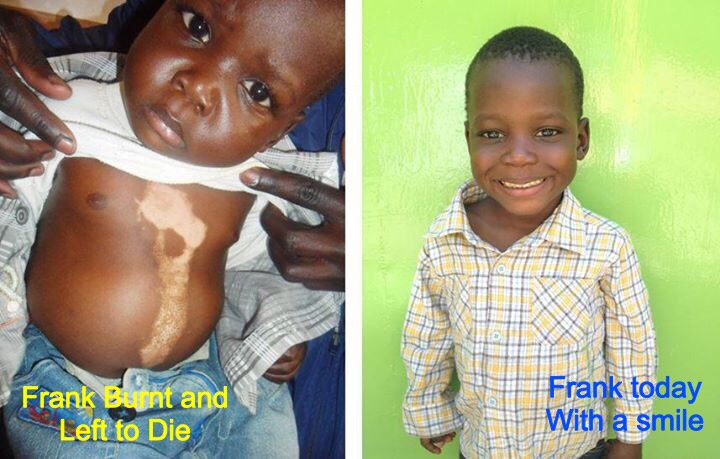 Frank Burnt and
Left to Die
Frank today
With a smile